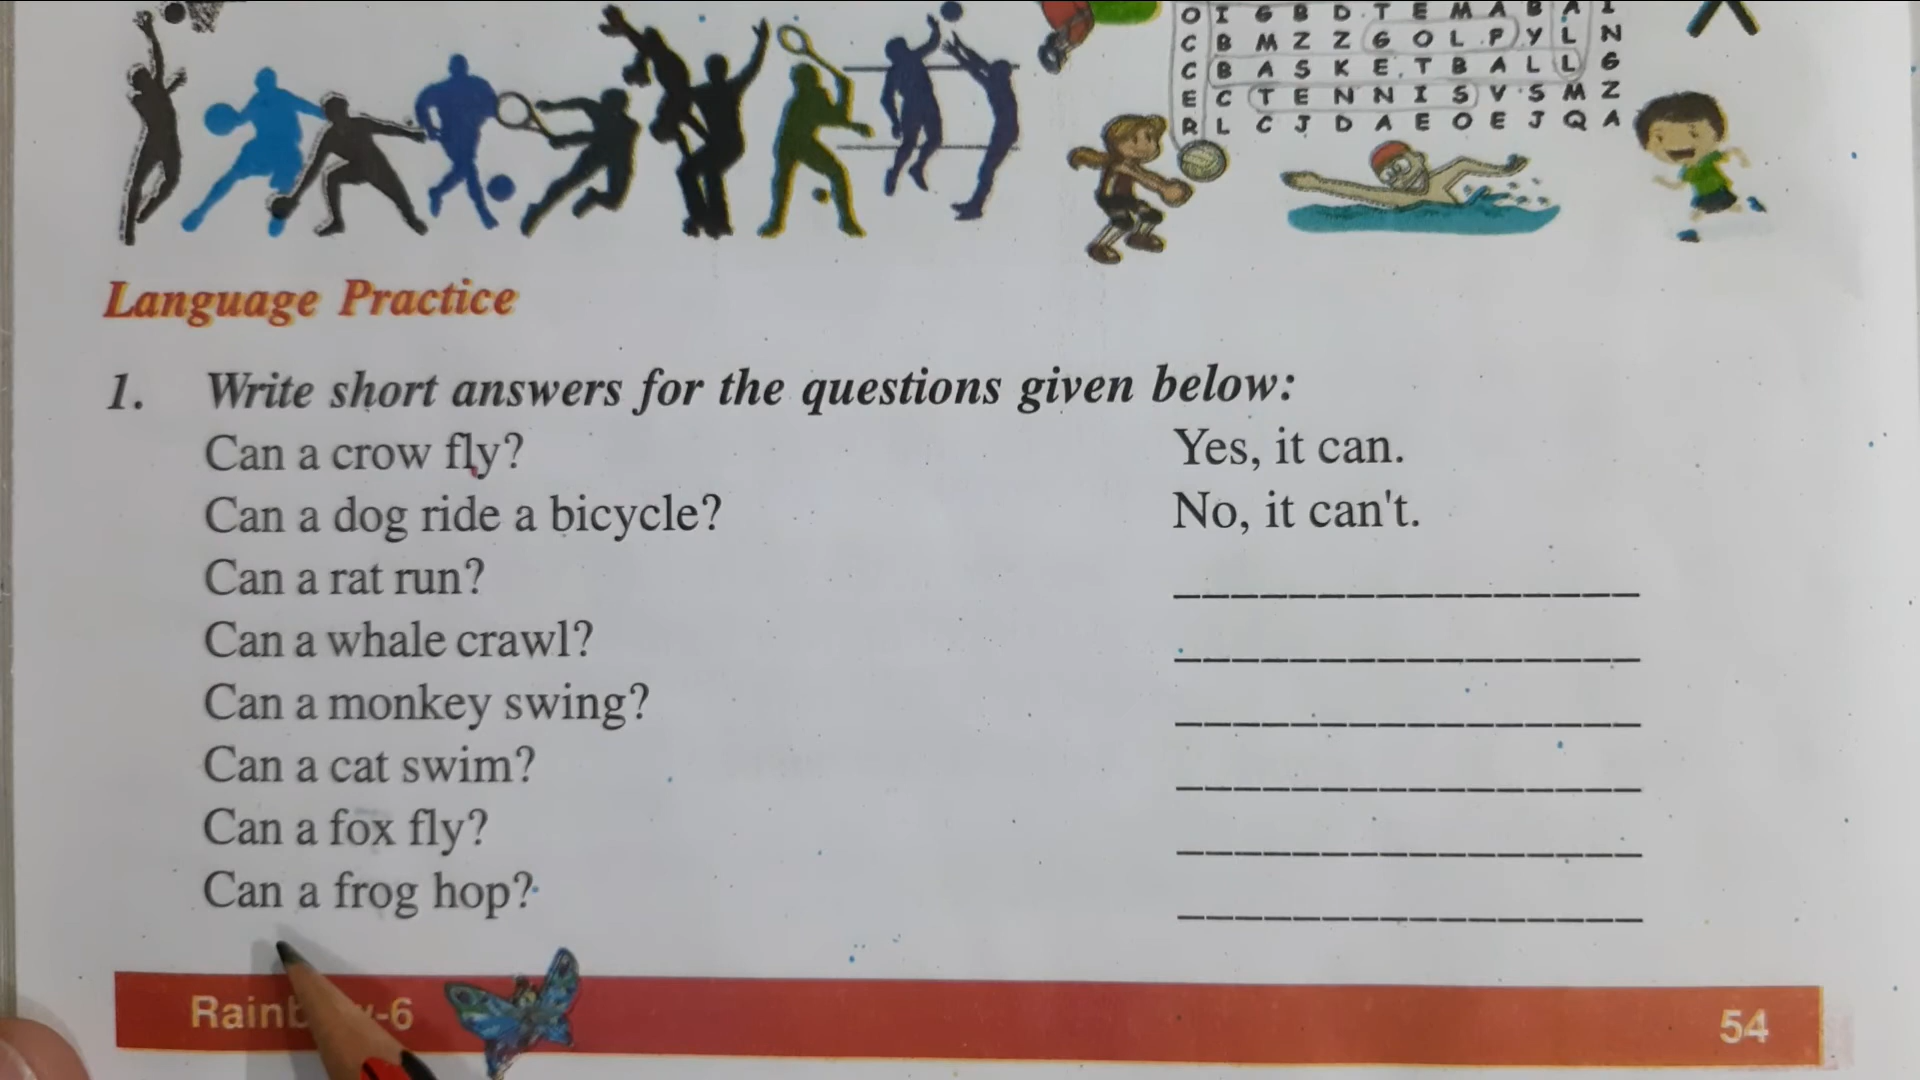 O I G B D T E M A B A I
C B M Z Z G O L F Y L N
C B A S K E T B A L L G
E C T E N N I S V S M Z
R L C J D A E O E J Q A
Language Practice
1. Write short answers for the questions given below:
Can a crow fly? Yes, it can.
Can a dog ride a bicycle? No, it can't.
Can a rat run?
Can a whale crawl?
Can a monkey swing?
Can a cat swim?
Can a fox fly?
Can a frog hop?
54